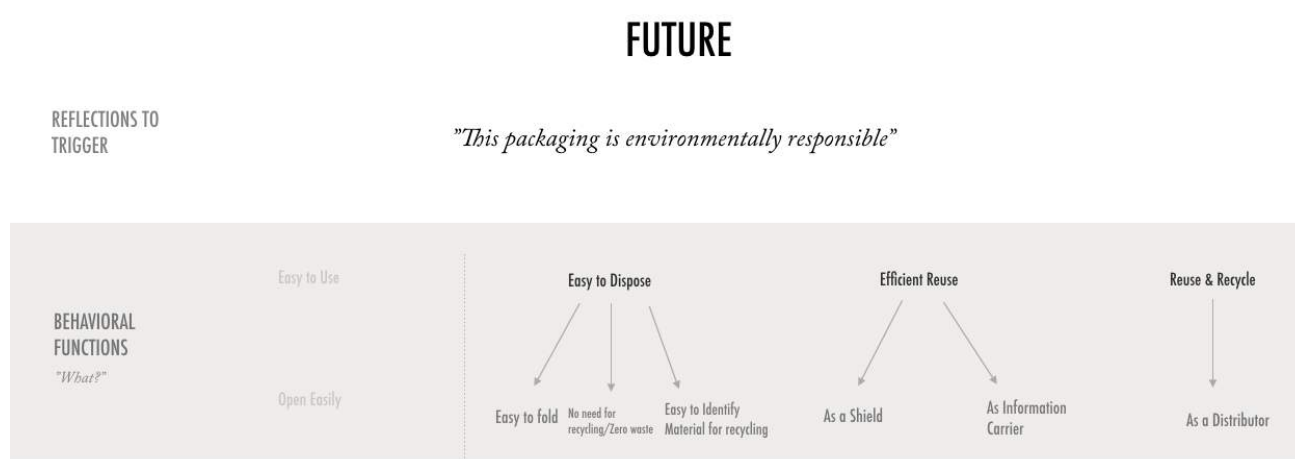 FUTURE
REFLECTIONS TO
TRIGGER
"This packaging is environmentally responsible"
Easy to Use
Easy to Dispose
Efficient Reuse
Reuse & Recycle
BEHAVIORAL
FUNCTIONS
"What?"
Open Easily
Easy to fold
No need for
recycling/Zero waste
Easy to Identify
Material for recycling
As a Shield
As Information
Carrier
As a Distributor